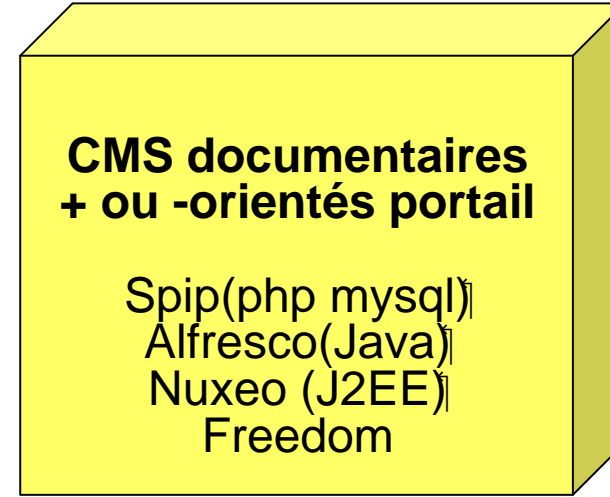 CMS documentaires
+ ou -orientés portail
Spip(php mysql)
Alfresco(Java)
Nuxeo (J2EE)
Freedom